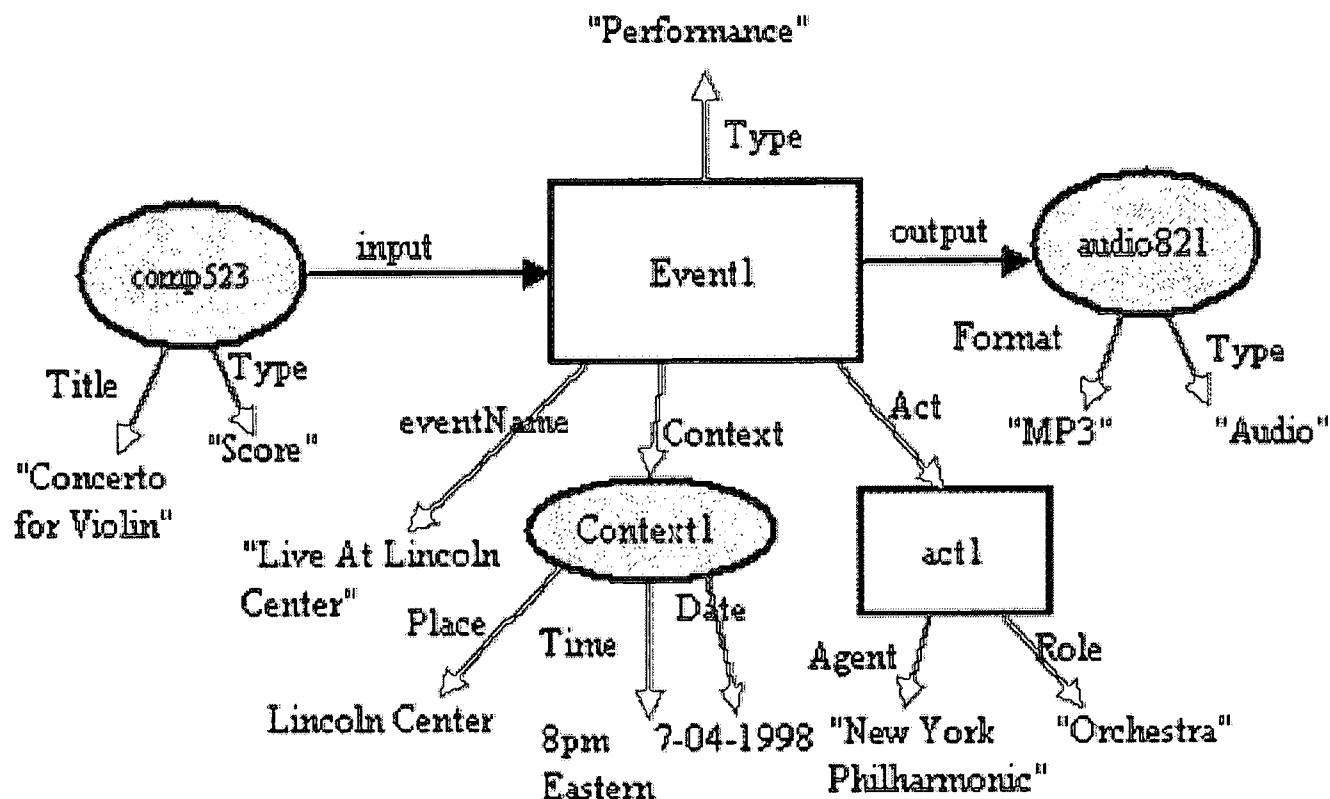 "Performance"
Type
input
output
comp523
Event1
audio821
Title
Type
"Concerto
for Violin"
"Score"
eventName
Context
Act
Format
Type
"MP3"
"Audio"
"Live At Lincoln
Center"
Context1
act1
Place
Time
Date
Agent
Role
Lincoln Center
8pm
Eastern
7-04-1998
"New York
Philharmonic"
"Orchestra"